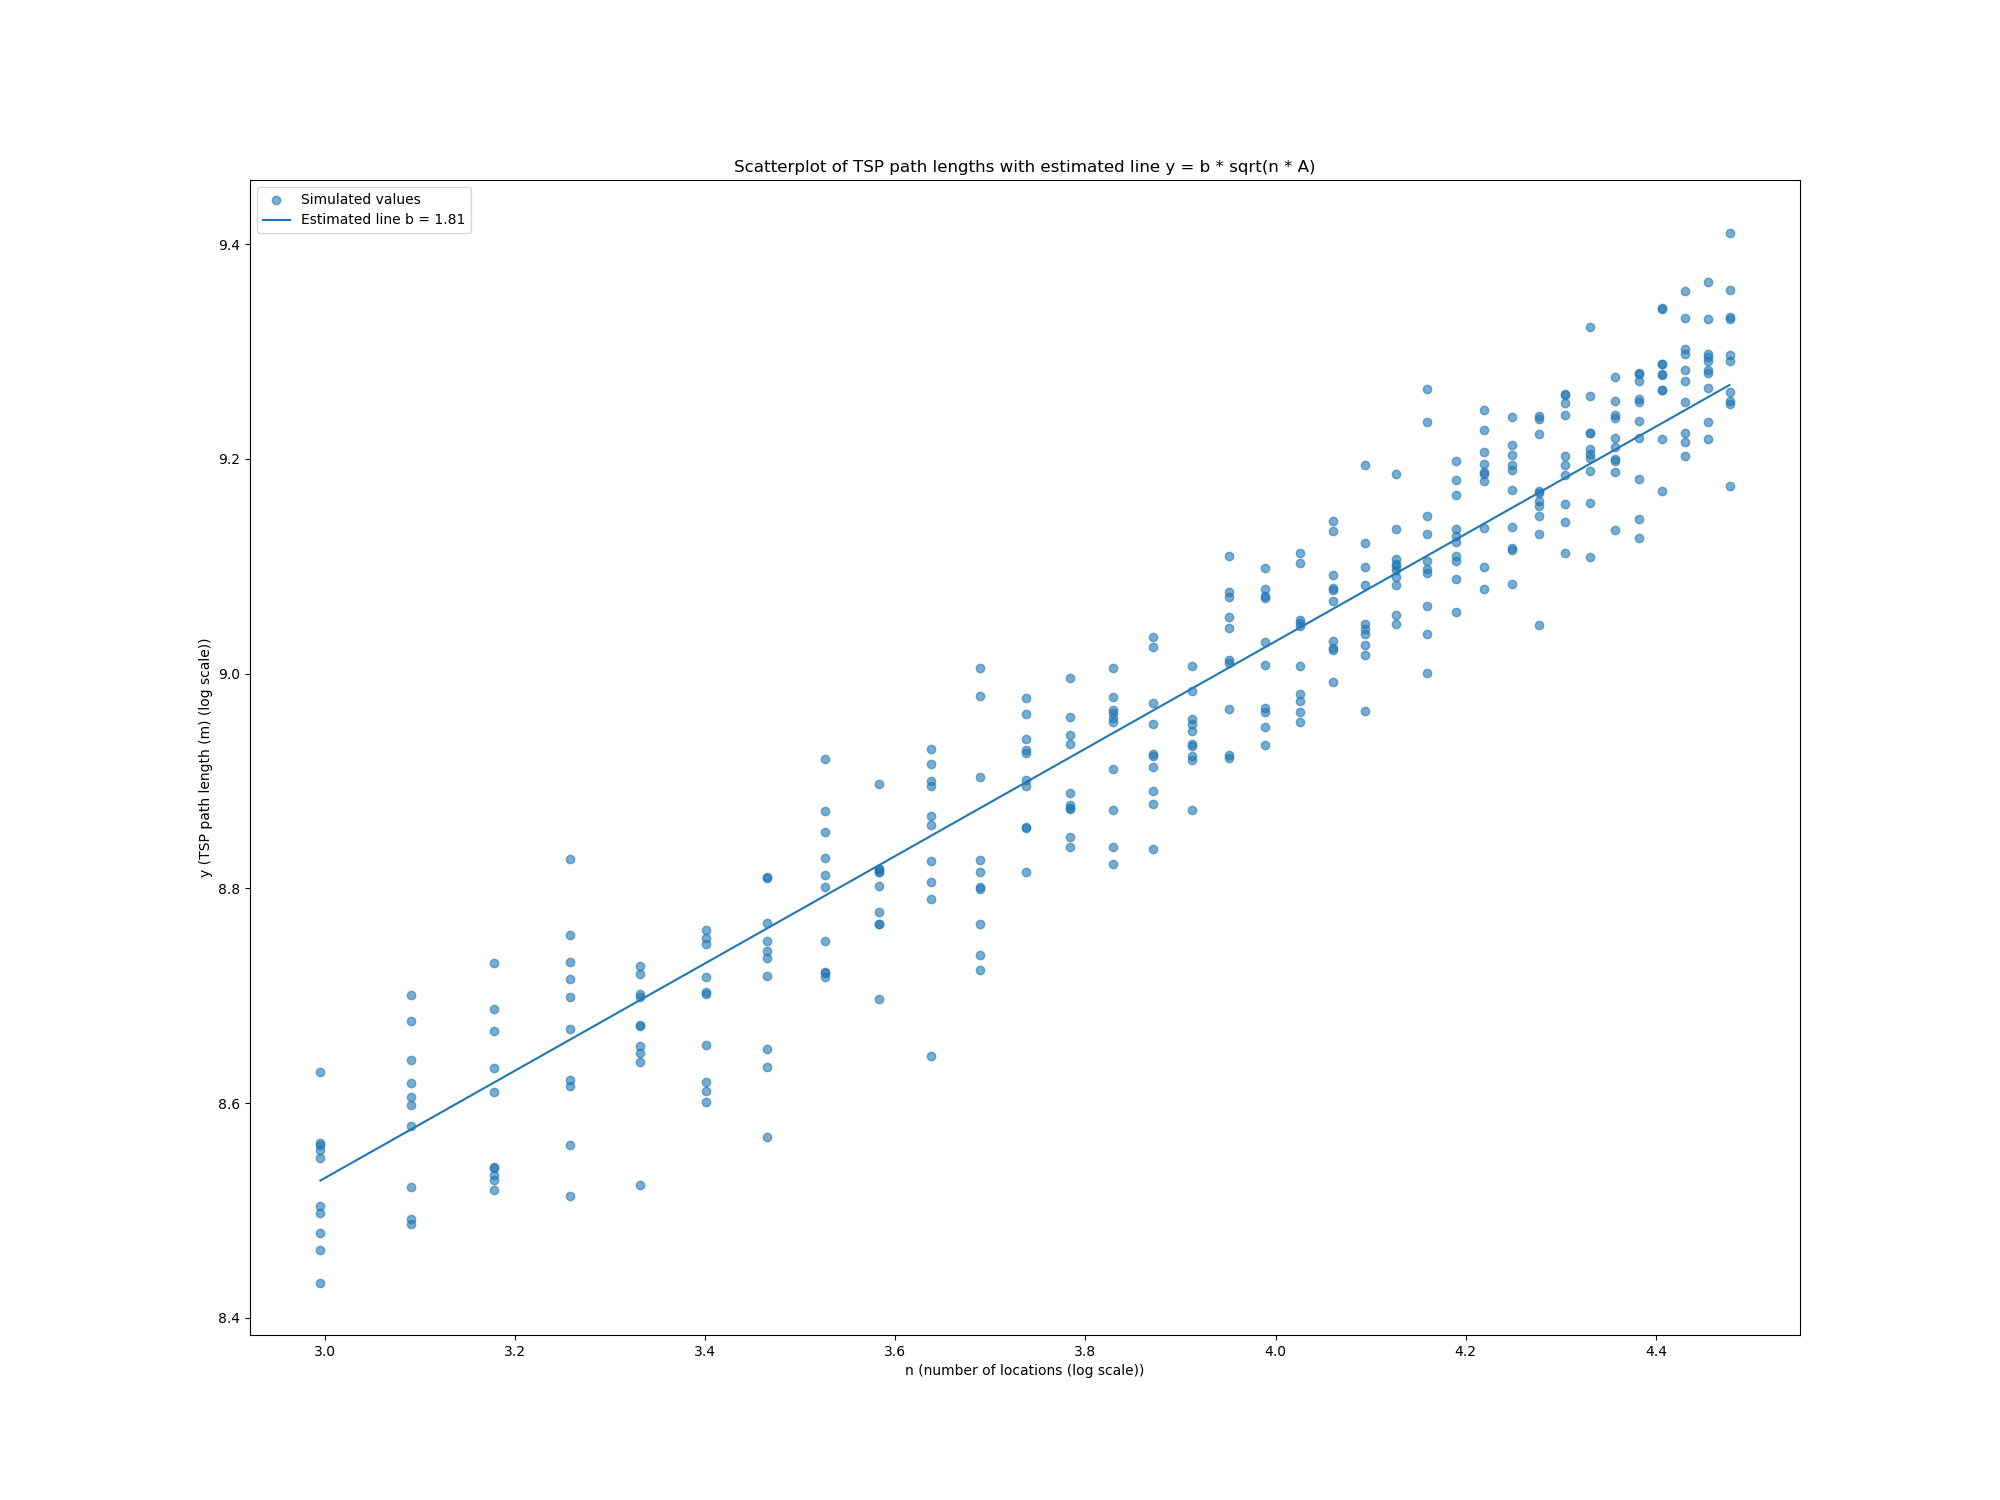 Scatterplot of TSP path lengths with estimated line y = b * sqrt(n * A)
Simulated values
Estimated line b = 1.81
9.4
9.2
9.0
8.8
8.6
8.4
y (TSP path length (m) (log scale))
3.0 3.2 3.4 3.6 3.8 4.0 4.2 4.4
n (number of locations (log scale))